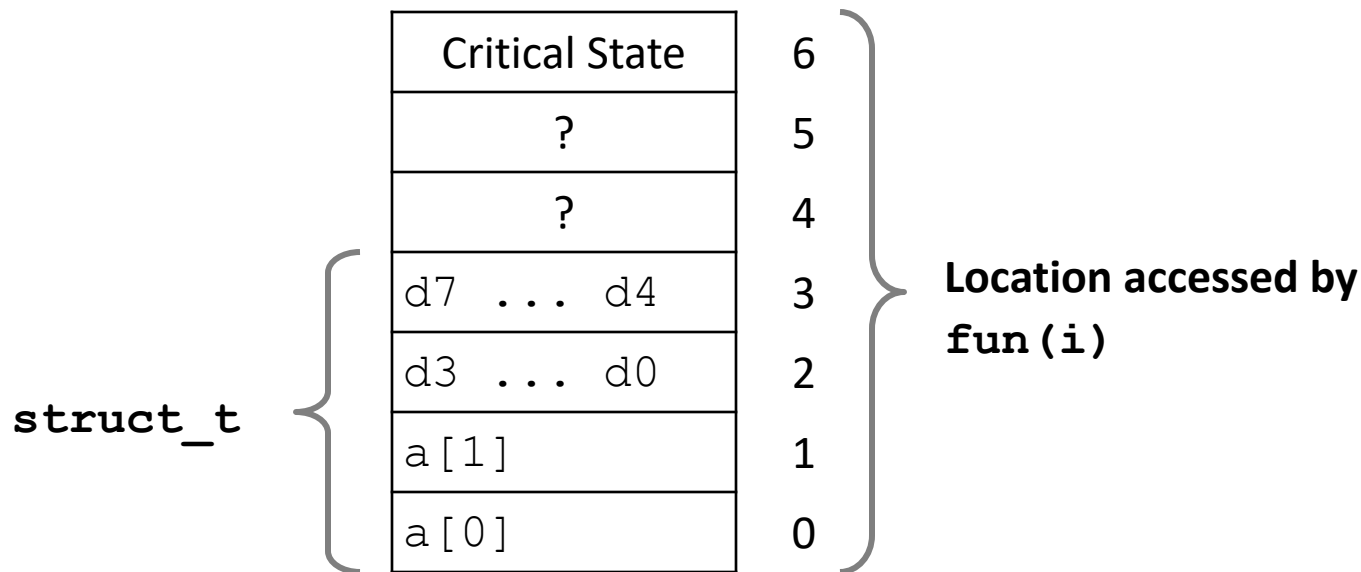 Critical State 6
? 5
? 4
d7 ... d4 3
d3 ... d0 2
a[1] 1
a[0] 0
struct_t
Location accessed by
fun(i)